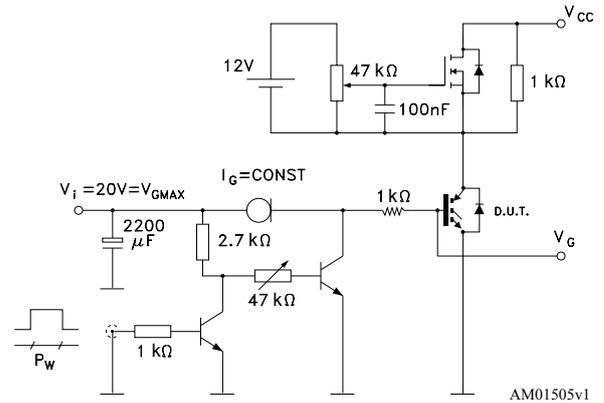 V_CC
12V
47 kΩ
1 kΩ
100nF
I_G=CONST
V_i =20V=V_GMAX
1 kΩ
2200
μF
2.7 kΩ
D.U.T.
V_G
47 kΩ
1 kΩ
P_W
AM01505v1